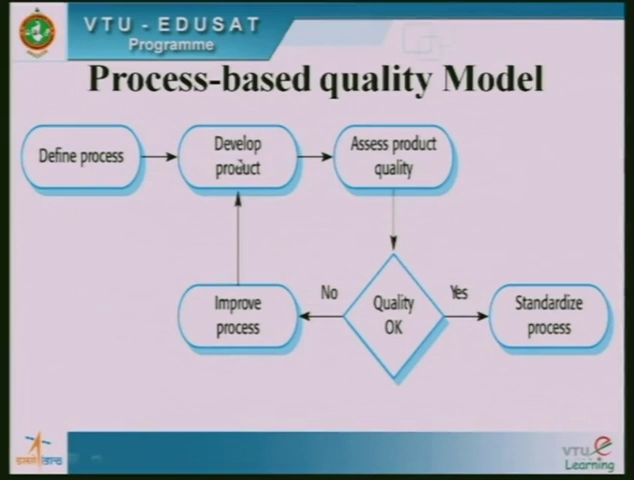 VTU - EDUSAT
Programme
Process-based quality Model
Define process
Develop
product
Assess product
quality
Improve
process
No
Quality
OK
Yes
Standardize
process
VTU
e
Learning